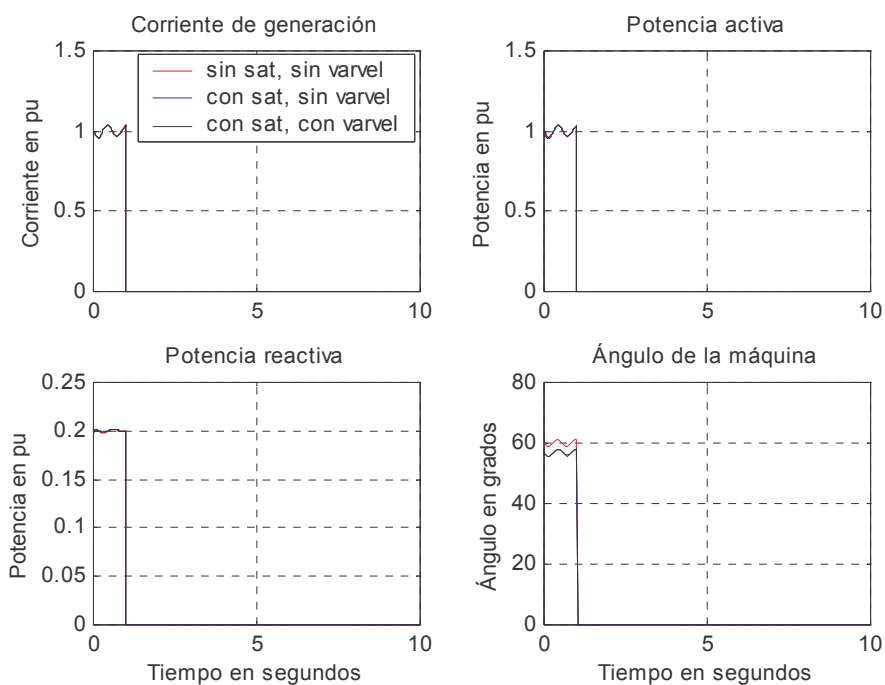 Corriente de generación
Corriente en pu
1.5
1
0.5
0
0
5
10
sin sat, sin varvel
con sat, sin varvel
con sat, con varvel
Potencia activa
Potencia en pu
1.5
1
0.5
0
0
5
10
Potencia reactiva
Potencia en pu
0.25
0.2
0.15
0.1
0.05
0
0
5
10
Tiempo en segundos
Ángulo de la máquina
Ángulo en grados
80
60
40
20
0
0
5
10
Tiempo en segundos